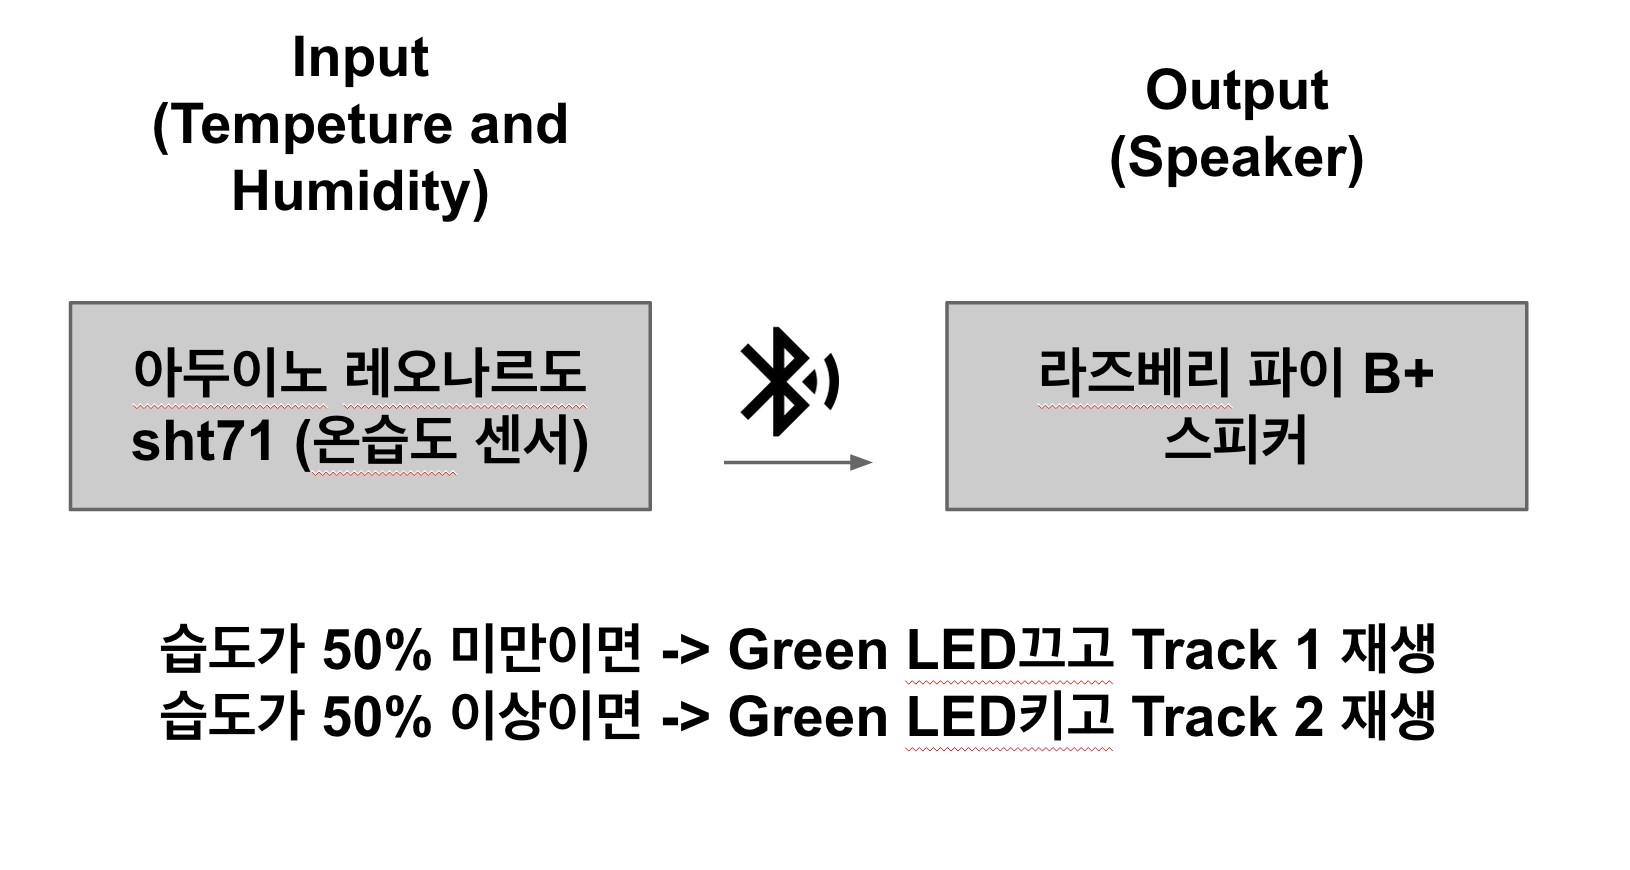 Input
(Tempeture and
Humidity)
Output
(Speaker)
아두이노 레오나르도
sht71 (온습도 센서)
라즈베리 파이 B+
스피커
습도가 50% 미만이면 -> Green LED끄고 Track 1 재생
습도가 50% 이상이면 -> Green LED키고 Track 2 재생